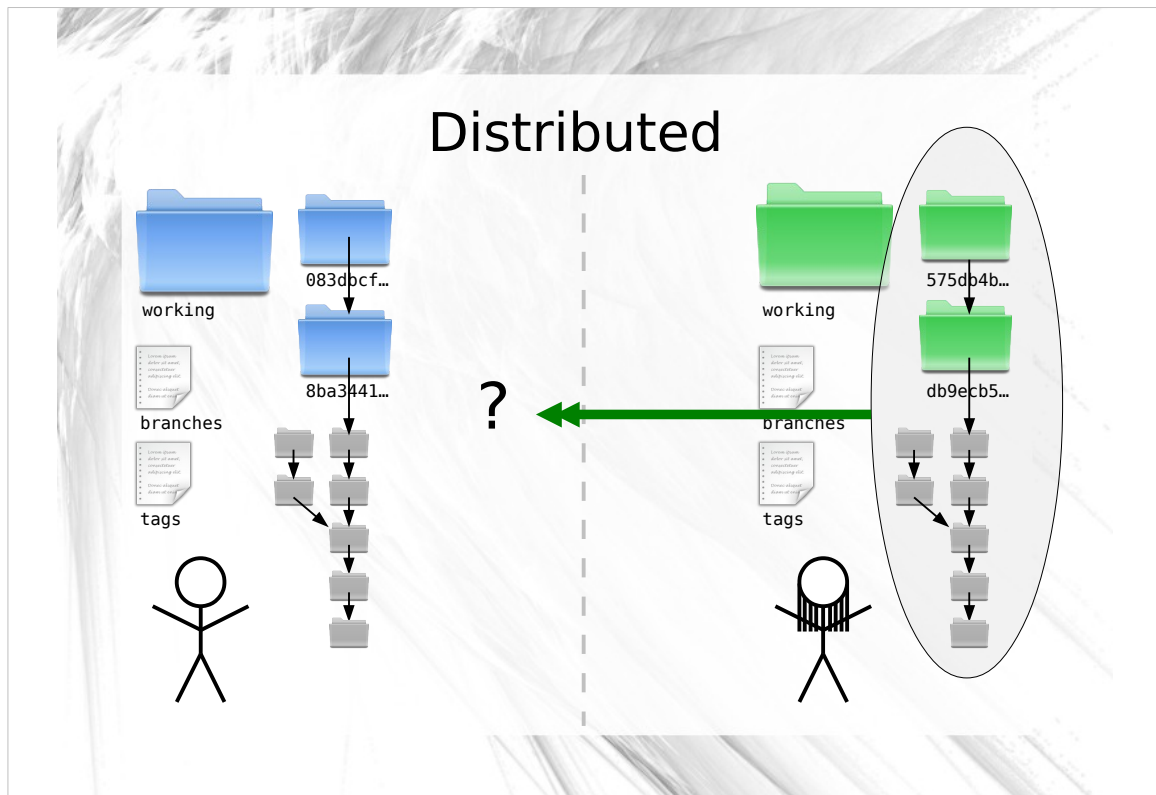 Distributed
083dbcf…
575db4b…
working
working
8ba3441…
db9ecb5…
?
branches
branches
tags
tags